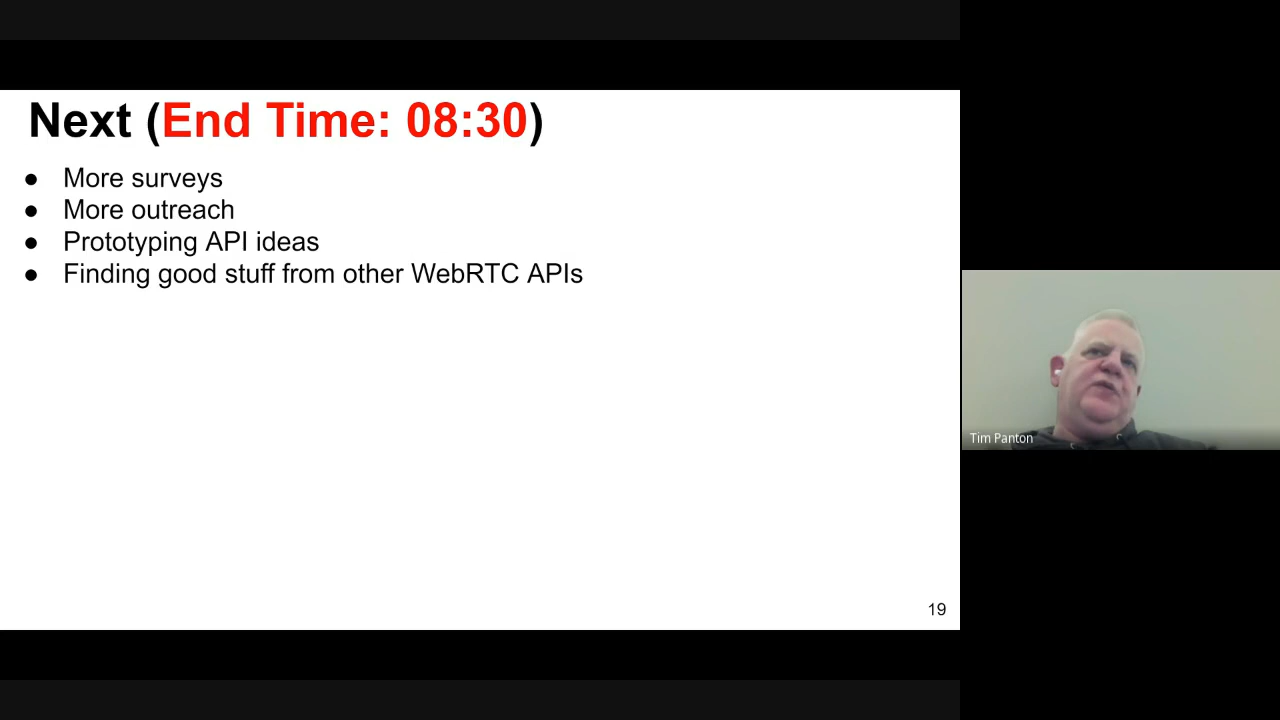 Next (End Time: 08:30)
● More surveys
● More outreach
● Prototyping API ideas
● Finding good stuff from other WebRTC APIs
19
Tim Panton